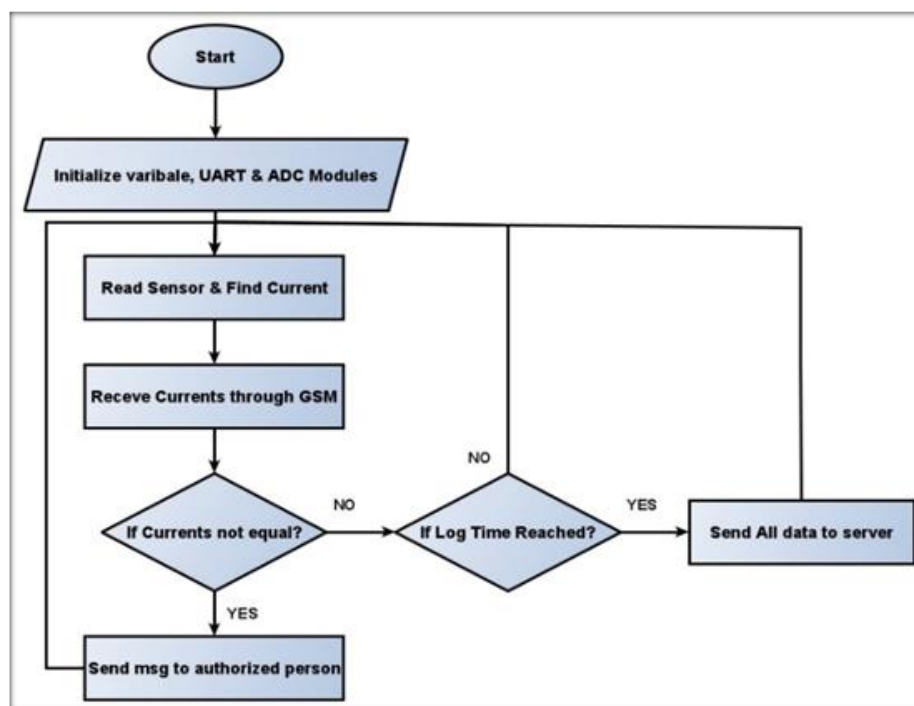 Start
Initialize varibale, UART & ADC Modules
Read Sensor & Find Current
Receve Currents through GSM
If Currents not equal?
NO
If Log Time Reached?
NO
YES
Send All data to server
YES
Send msg to authorized person